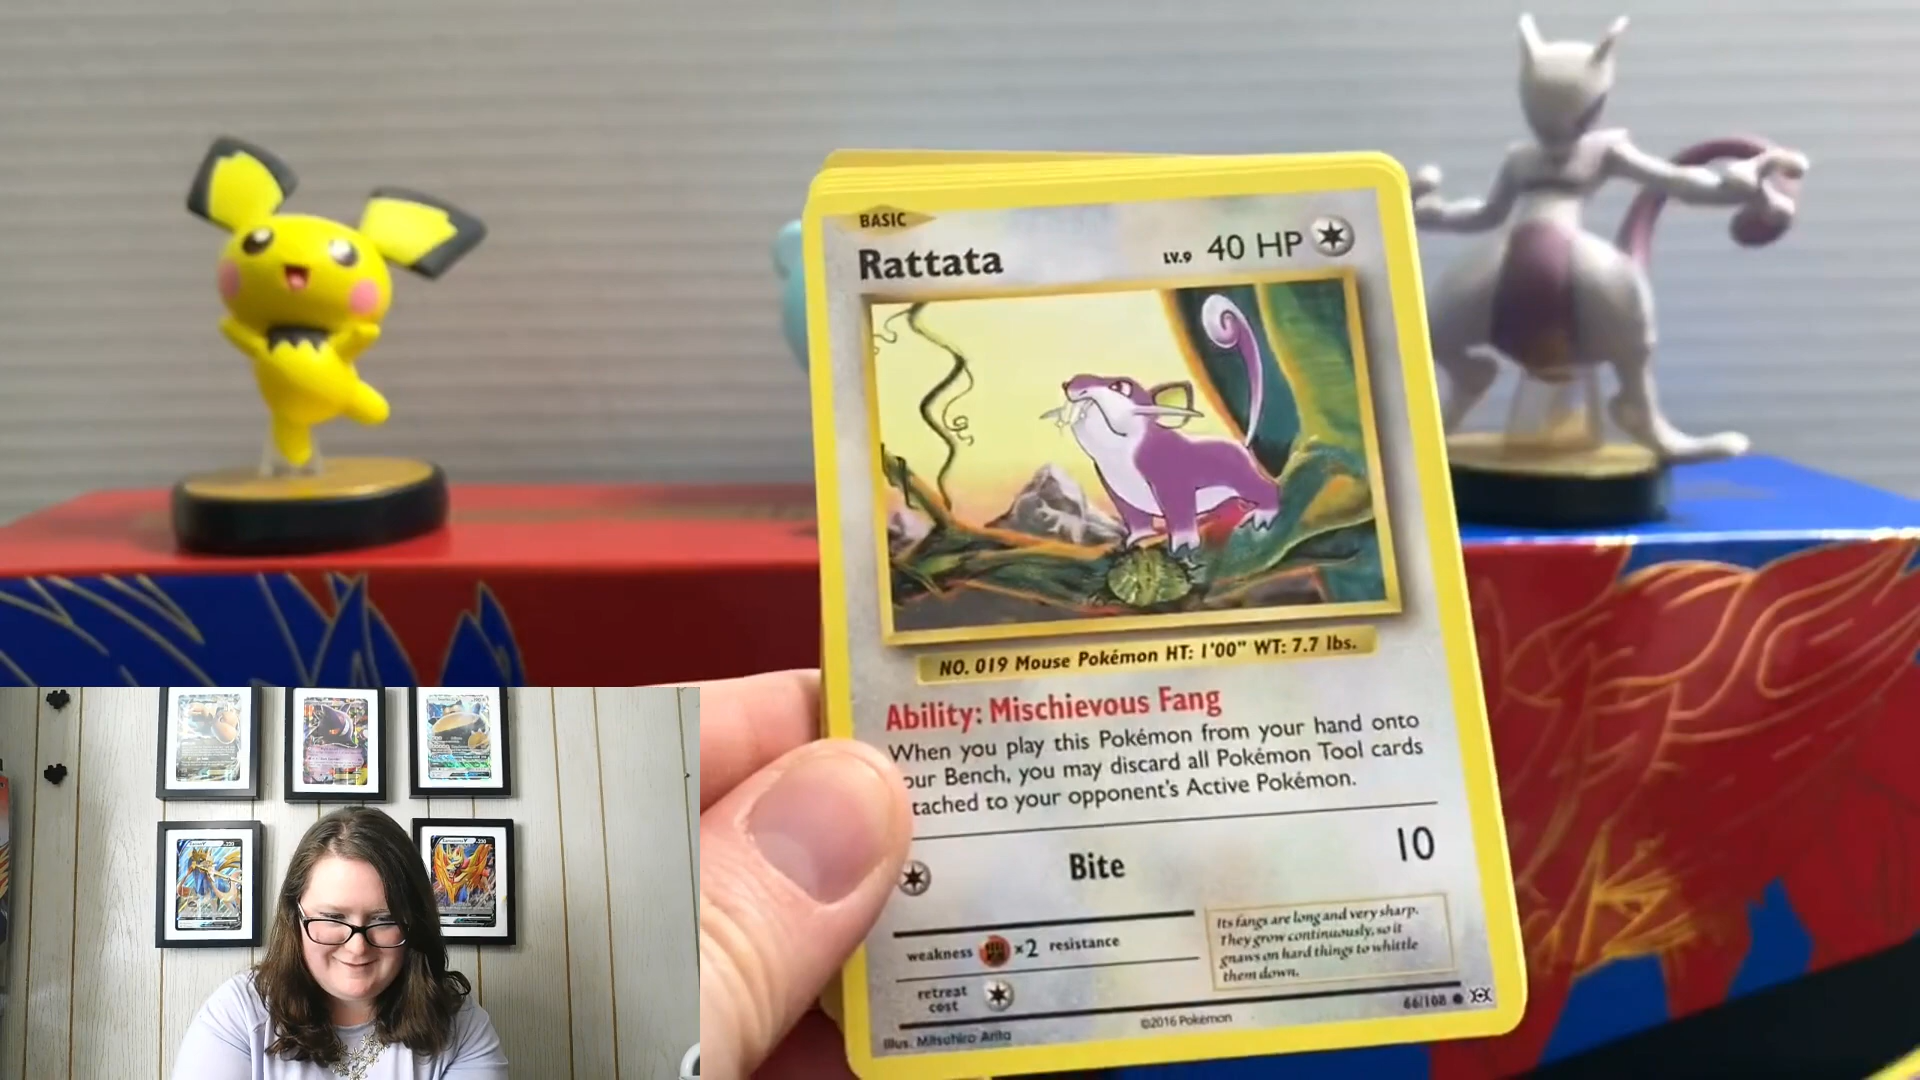 BASIC
Rattata LV.9 40 HP
NO. 019 Mouse Pokémon HT: 1'00" WT: 7.7 lbs.
Ability: Mischievous Fang
When you play this Pokémon from your hand onto
our Bench, you may discard all Pokémon Tool cards
tached to your opponent's Active Pokémon.
Bite 10
weakness ×2 resistance
retreat
cost
Its fangs are long and very sharp.
They grow continuously, so it
gnaws on hard things to whittle
them down.
66/108
Illus. Mitsuhiro Arita
©2016 Pokémon